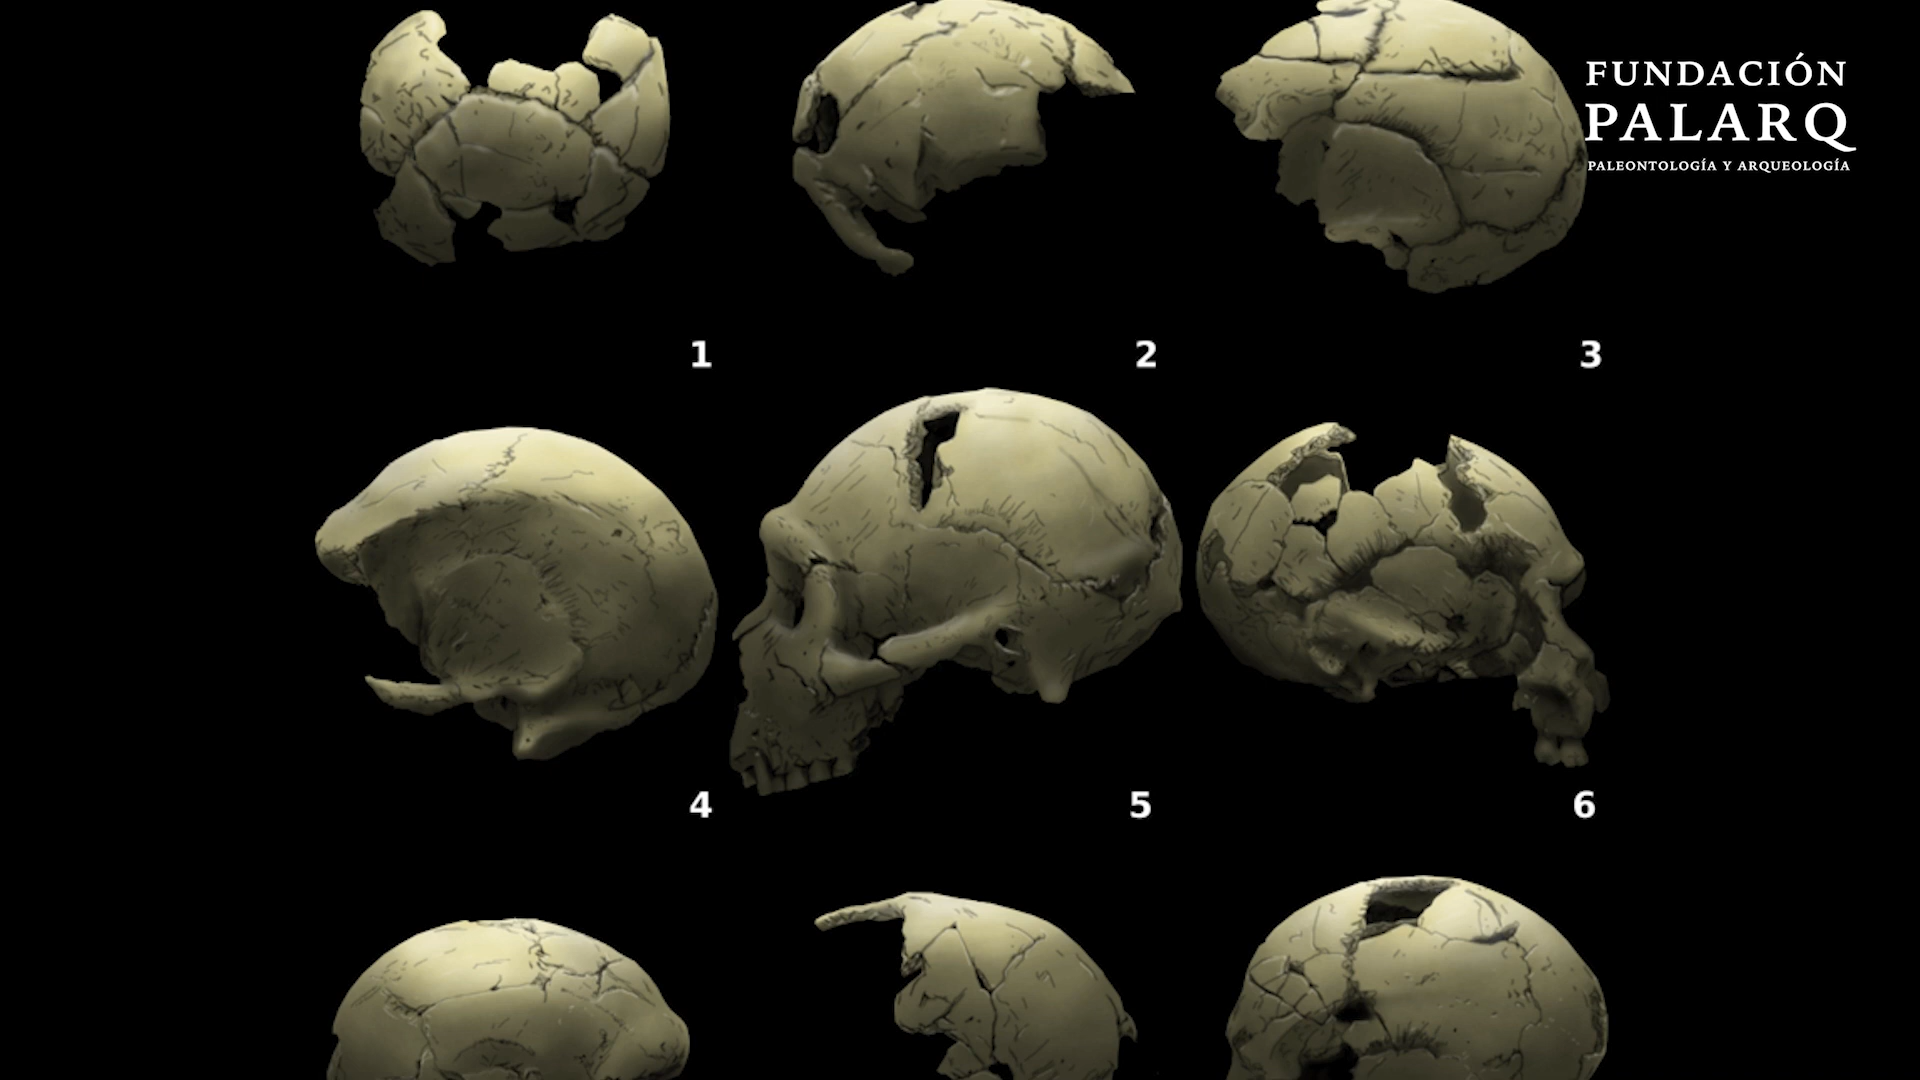 FUNDACIÓN
PALARQ
PALEONTOLOGÍA Y ARQUEOLOGÍA
1 2 3
4 5 6